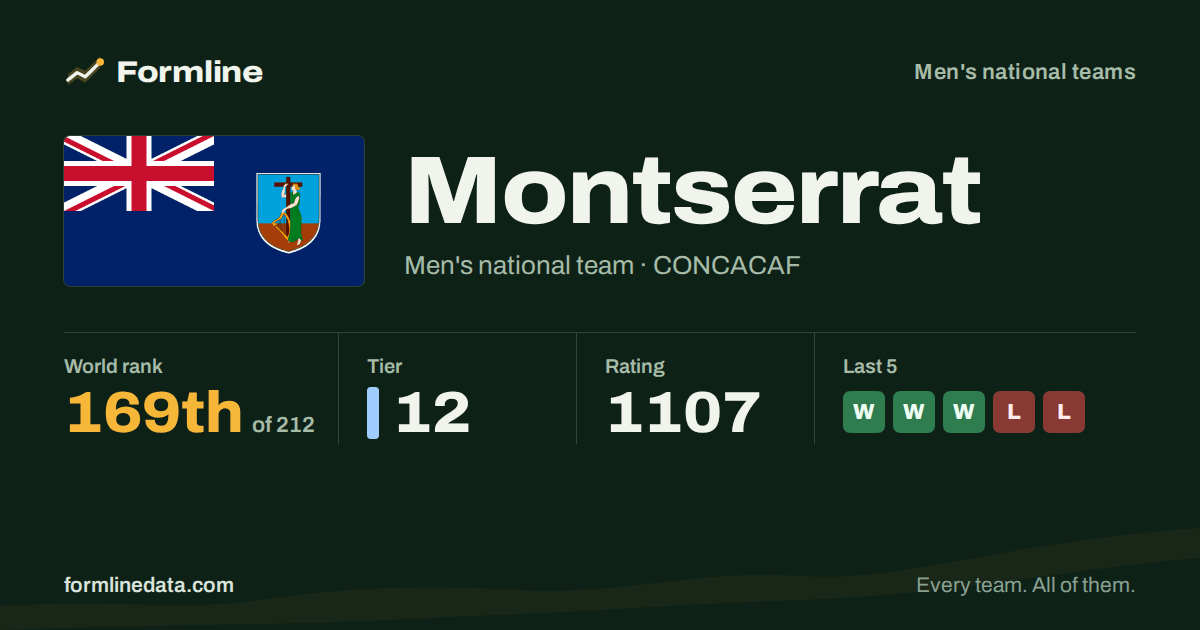 Formline
Men's national teams
Montserrat
Men's national team · CONCACAF
World rank
169th of 212
Tier
12
Rating
1107
Last 5
W W W L L
formlinedata.com
Every team. All of them.